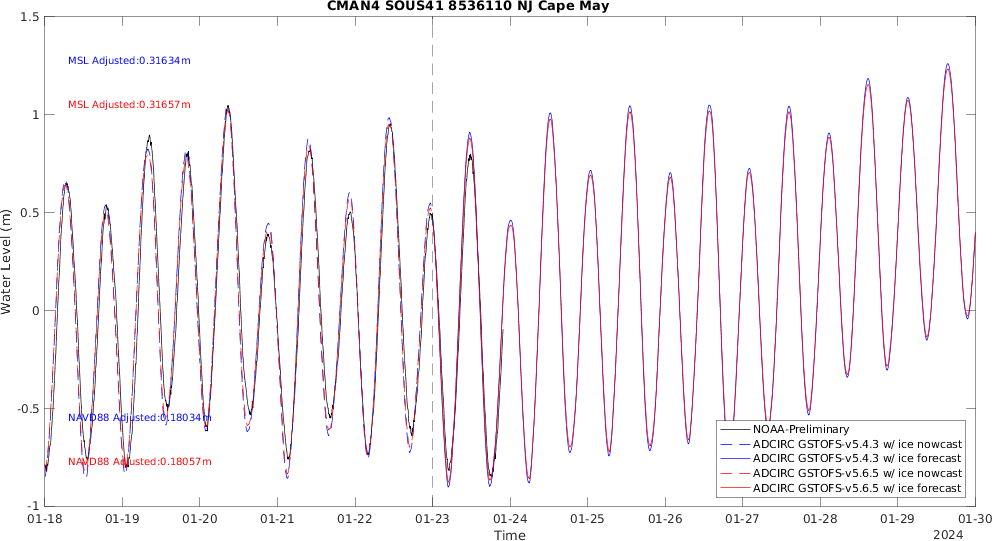 CMAN4 SOUS41 8536110 NJ Cape May
1.5
MSL Adjusted:0.31634m
MSL Adjusted:0.31657m
1
0.5
Water Level (m)
0
-0.5
NAVD88 Adjusted:0.18034m
NAVD88 Adjusted:0.18057m
NOAA-Preliminary
ADCIRC GSTOFS-v5.4.3 w/ ice nowcast
ADCIRC GSTOFS-v5.4.3 w/ ice forecast
ADCIRC GSTOFS-v5.6.5 w/ ice nowcast
ADCIRC GSTOFS-v5.6.5 w/ ice forecast
-1
01-18 01-19 01-20 01-21 01-22 01-23 01-24 01-25 01-26 01-27 01-28 01-29 01-30
Time
2024